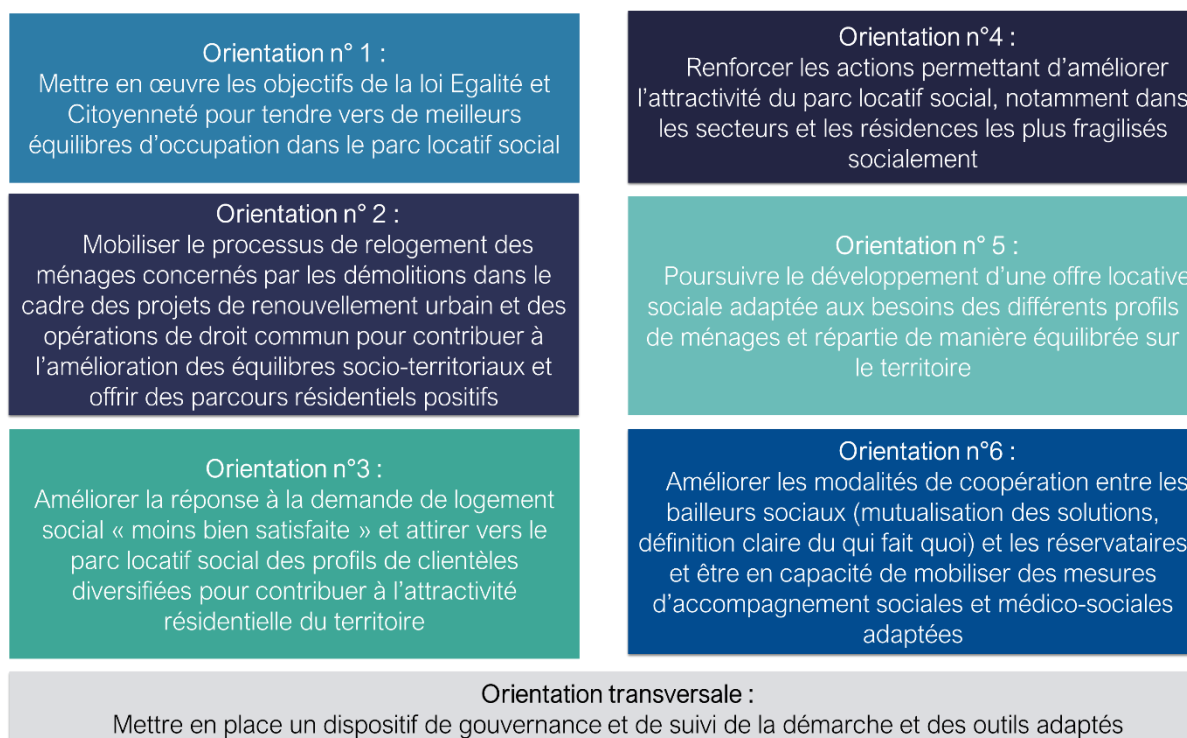 Orientation n° 1 :
Mettre en œuvre les objectifs de la loi Egalité et
Citoyenneté pour tendre vers de meilleurs
équilibres d’occupation dans le parc locatif social
Orientation n° 2 :
Mobiliser le processus de relogement des
ménages concernés par les démolitions dans le
cadre des projets de renouvellement urbain et des
opérations de droit commun pour contribuer à
l’amélioration des équilibres socio-territoriaux et
offrir des parcours résidentiels positifs
Orientation n°3 :
Améliorer la réponse à la demande de logement
social « moins bien satisfaite » et attirer vers le
parc locatif social des profils de clientèles
diversifiées pour contribuer à l’attractivité
résidentielle du territoire
Orientation n°4 :
Renforcer les actions permettant d’améliorer
l’attractivité du parc locatif social, notamment dans
les secteurs et les résidences les plus fragilisés
socialement
Orientation n° 5 :
Poursuivre le développement d’une offre locative
sociale adaptée aux besoins des différents profils
de ménages et répartie de manière équilibrée sur
le territoire
Orientation n°6 :
Améliorer les modalités de coopération entre les
bailleurs sociaux (mutualisation des solutions,
définition claire du qui fait quoi) et les réservataires
et être en capacité de mobiliser des mesures
d’accompagnement sociales et médico-sociales
adaptées
Orientation transversale :
Mettre en place un dispositif de gouvernance et de suivi de la démarche et des outils adaptés